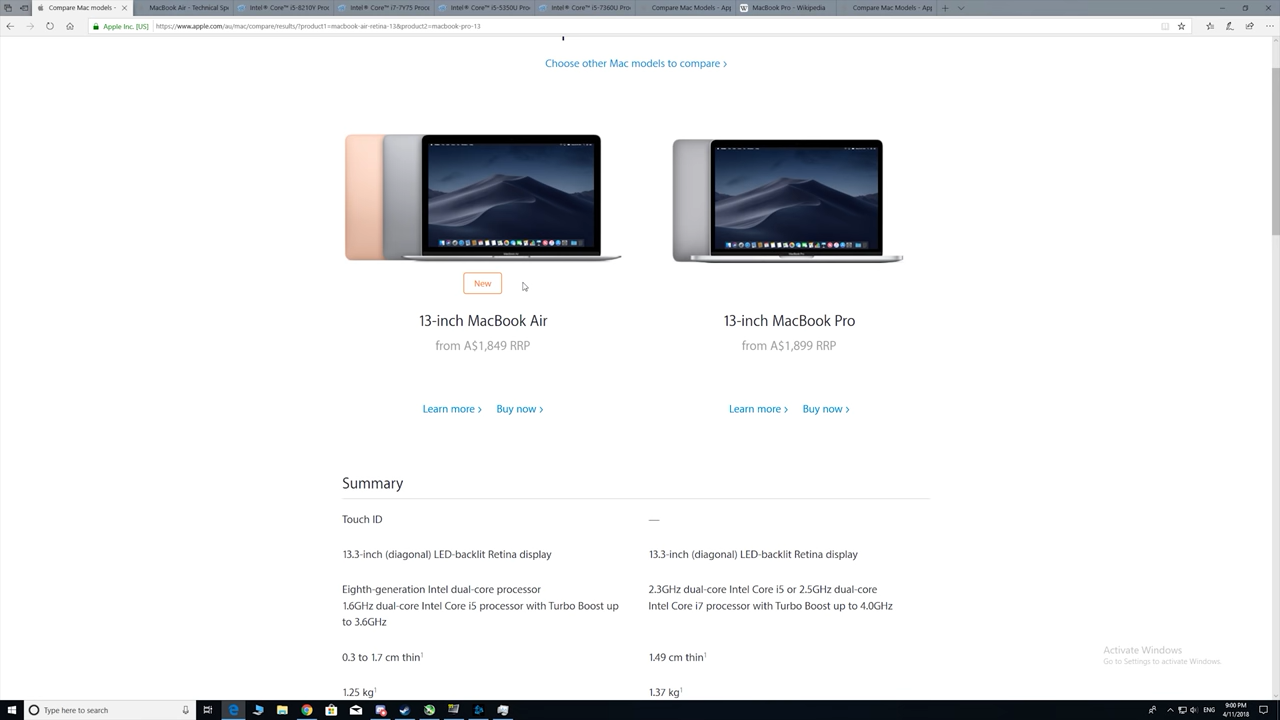 Compare Mac models -
MacBook Air - Technical Sp
Intel® Core™ i5-8210Y Proc
Intel® Core™ i7-7Y75 Proce
Intel® Core™ i5-5350U Pro
Intel® Core™ i5-7360U Pro
Compare Mac Models - App
MacBook Pro - Wikipedia
Compare Mac Models - App
Apple Inc. [US]
https://www.apple.com/au/mac/compare/results/?product1=macbook-air-retina-13&product2=macbook-pro-13
Choose other Mac models to compare >
New
13-inch MacBook Air
from A$1,849 RRP
Learn more > Buy now >
13-inch MacBook Pro
from A$1,899 RRP
Learn more > Buy now >
Summary
Touch ID
—
13.3-inch (diagonal) LED-backlit Retina display
13.3-inch (diagonal) LED-backlit Retina display
Eighth-generation Intel dual-core processor
1.6GHz dual-core Intel Core i5 processor with Turbo Boost up
to 3.6GHz
2.3GHz dual-core Intel Core i5 or 2.5GHz dual-core
Intel Core i7 processor with Turbo Boost up to 4.0GHz
0.3 to 1.7 cm thin1
1.49 cm thin1
1.25 kg1
1.37 kg1
Activate Windows
Go to Settings to activate Windows.
Type here to search
ENG
9:00 PM
4/11/2018